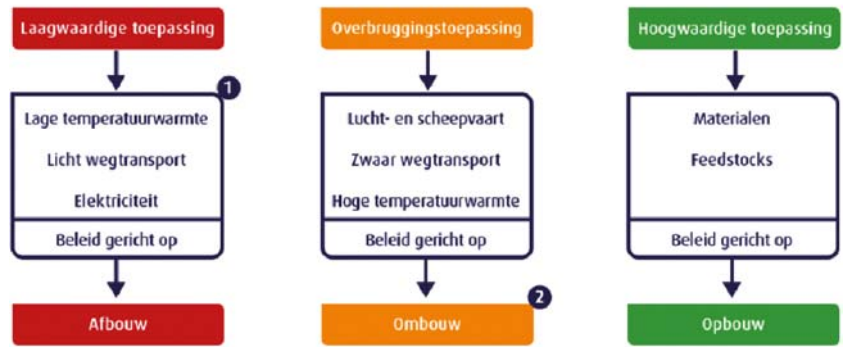 Laagwaardige toepassing
1
Lage temperatuurwarmte
Licht wegtransport
Elektriciteit
Beleid gericht op
Afbouw
Overbruggingstoepassing
Lucht- en scheepvaart
Zwaar wegtransport
Hoge temperatuurwarmte
Beleid gericht op
2
Ombouw
Hoogwaardige toepassing
Materialen
Feedstocks
Beleid gericht op
Opbouw